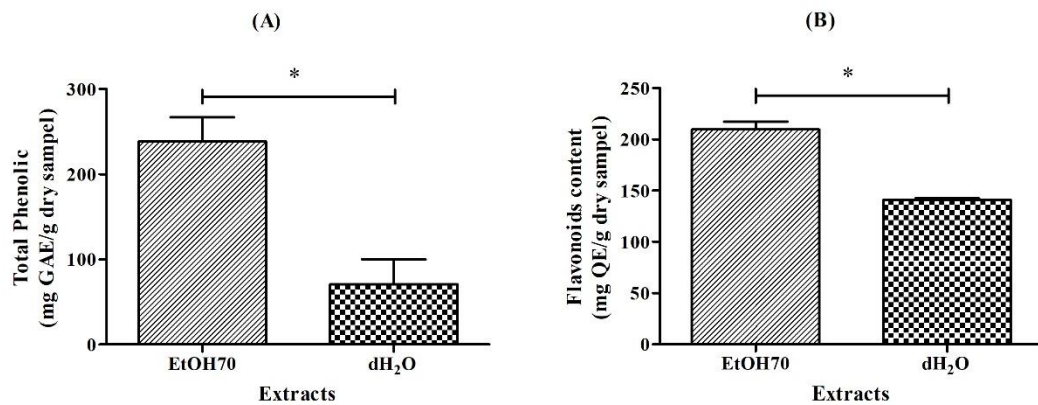 (A)
*
Total Phenolic
(mg GAE/g dry sampel)
300
200
100
0
EtOH70
dH₂O
Extracts
(B)
*
Flavonoids content
(mg QE/g dry sampel)
250
200
150
100
50
0
EtOH70
dH₂O
Extracts